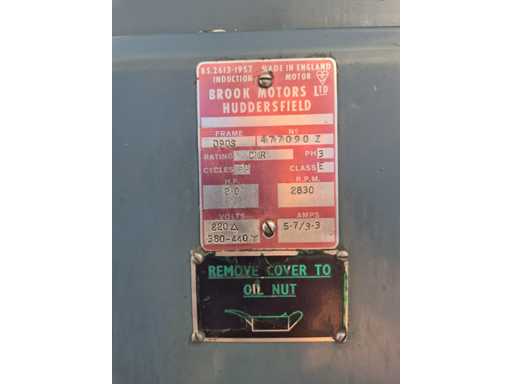 B.S. 2613-1957 MADE IN ENGLAND
INDUCTION MOTOR
BROOK MOTORS LTD
HUDDERSFIELD
FRAME Nº
D90S 477090 Z
RATING CMR PH 3
CYCLES CLASS E
H.P. R.P.M.
2·0 2830
VOLTS AMPS
220 Δ 5·7/3·3
380-440 Y
REMOVE COVER TO
OIL NUT